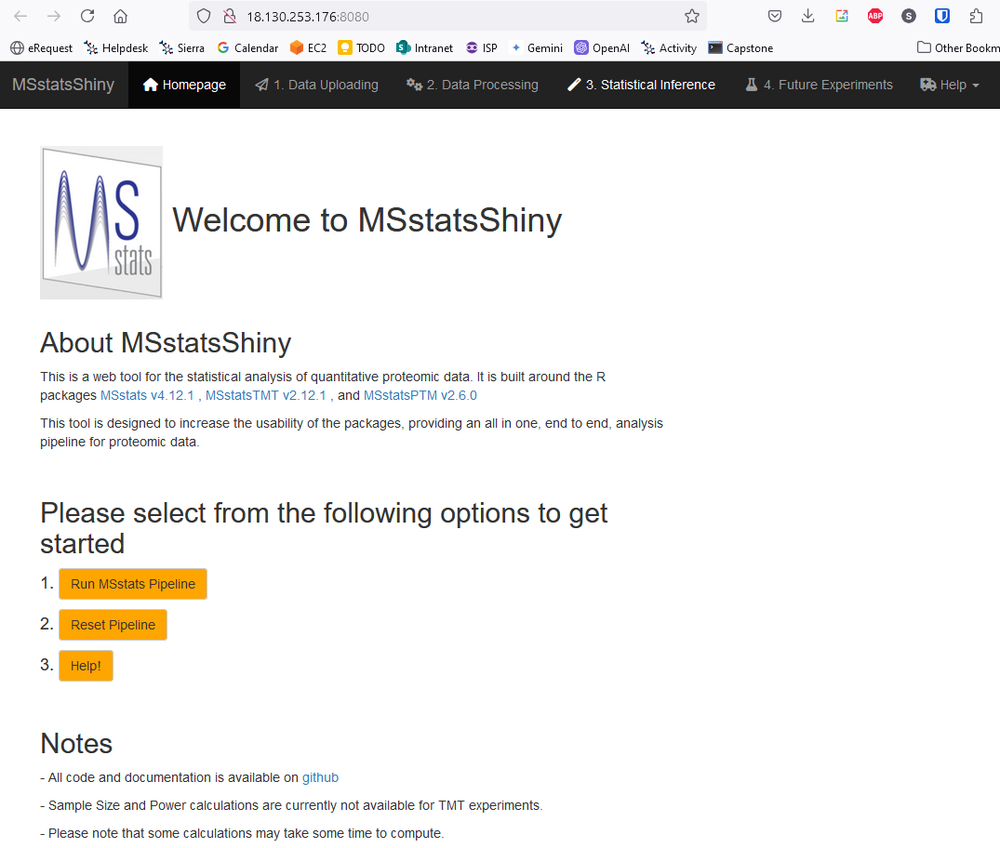 18.130.253.176:8080
ABP
S
eRequest Helpdesk Sierra Calendar EC2 TODO Intranet ISP Gemini OpenAI Activity Capstone Other Bookm
MSstatsShiny Homepage 1. Data Uploading 2. Data Processing 3. Statistical Inference 4. Future Experiments Help
MS
stats
Welcome to MSstatsShiny
About MSstatsShiny
This is a web tool for the statistical analysis of quantitative proteomic data. It is built around the R
packages MSstats v4.12.1 , MSstatsTMT v2.12.1 , and MSstatsPTM v2.6.0
This tool is designed to increase the usability of the packages, providing an all in one, end to end, analysis
pipeline for proteomic data.
Please select from the following options to get
started
1. Run MSstats Pipeline
2. Reset Pipeline
3. Help!
Notes
- All code and documentation is available on github
- Sample Size and Power calculations are currently not available for TMT experiments.
- Please note that some calculations may take some time to compute.